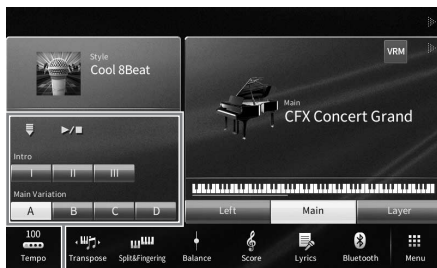 Style
Cool 8Beat
VRM
Main
CFX Concert Grand
Intro
I II III
Main Variation
A B C D
Left Main Layer
100
Tempo Transpose Split&Fingering Balance Score Lyrics Bluetooth Menu